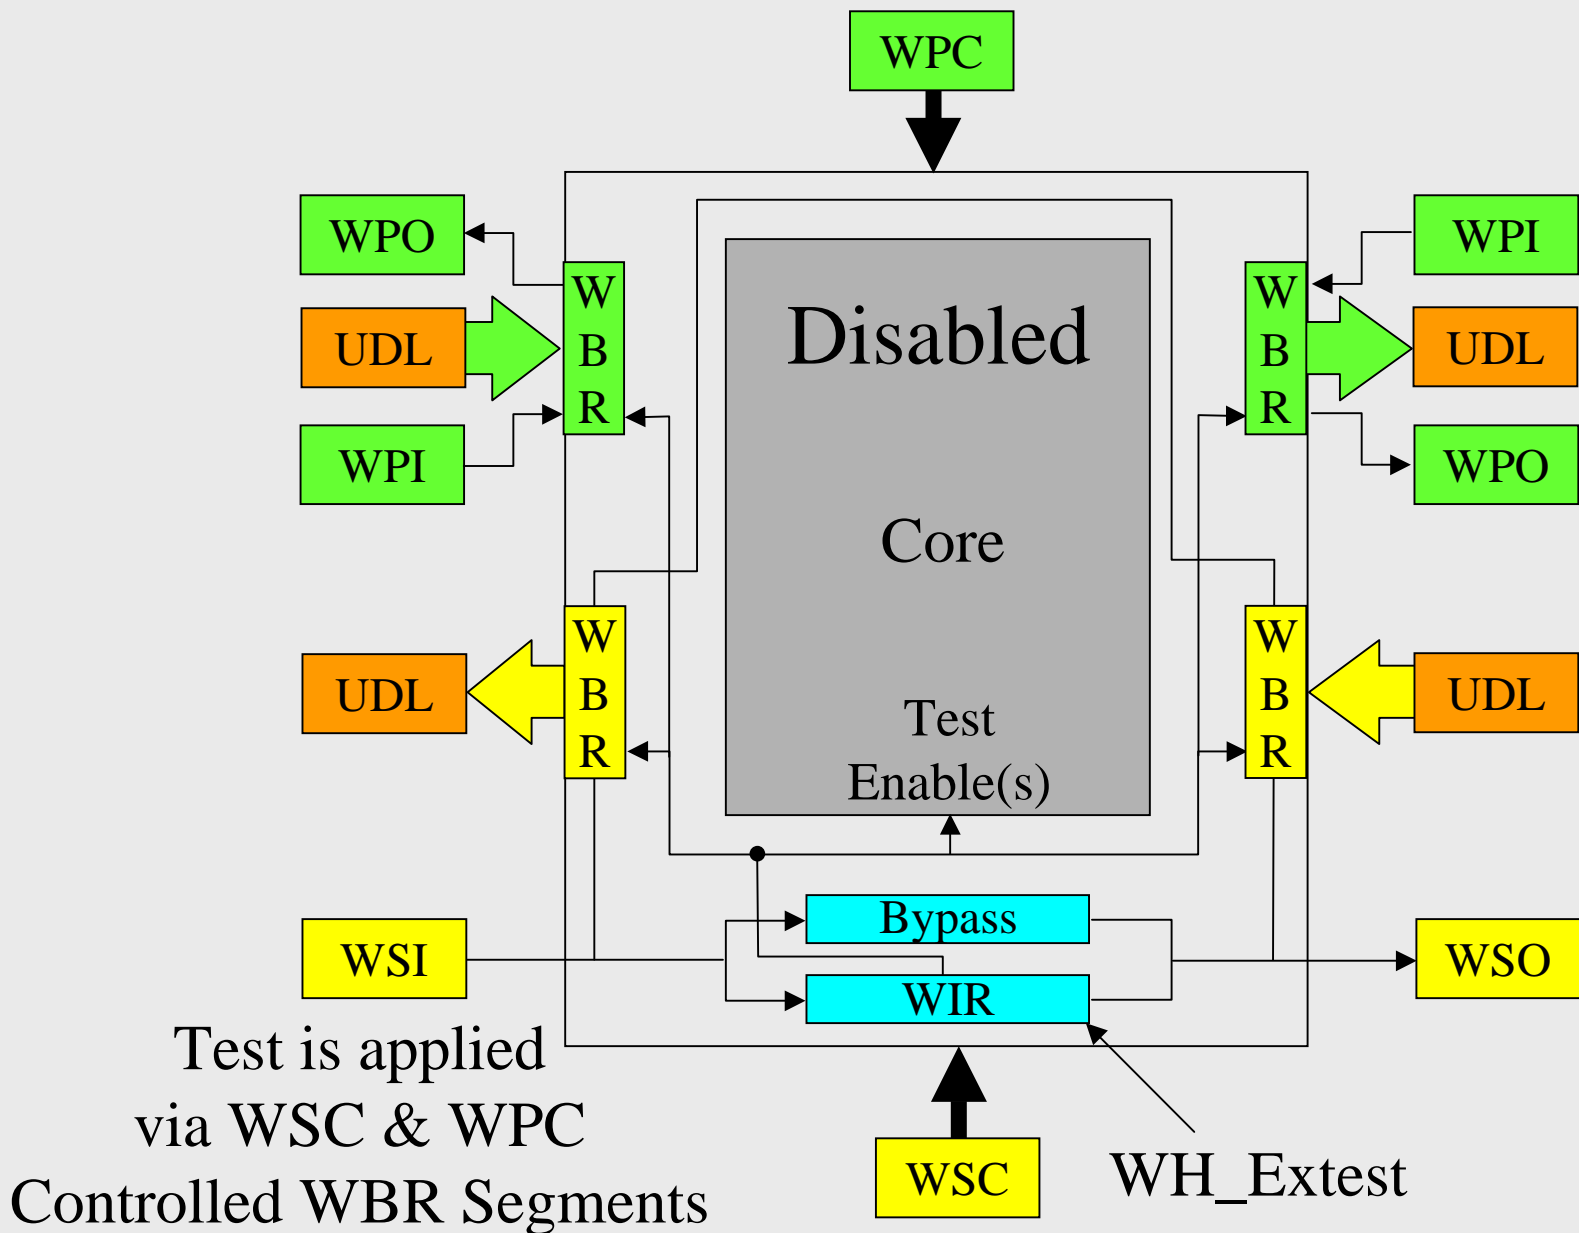 WPC
WPO
WPI
W
B
R
W
B
R
Disabled
UDL
UDL
WPI
WPO
Core
W
B
R
W
B
R
UDL
UDL
Test
Enable(s)
Bypass
WSI
WSO
WIR
Test is applied
via WSC & WPC
Controlled WBR Segments
WSC
WH_Extest